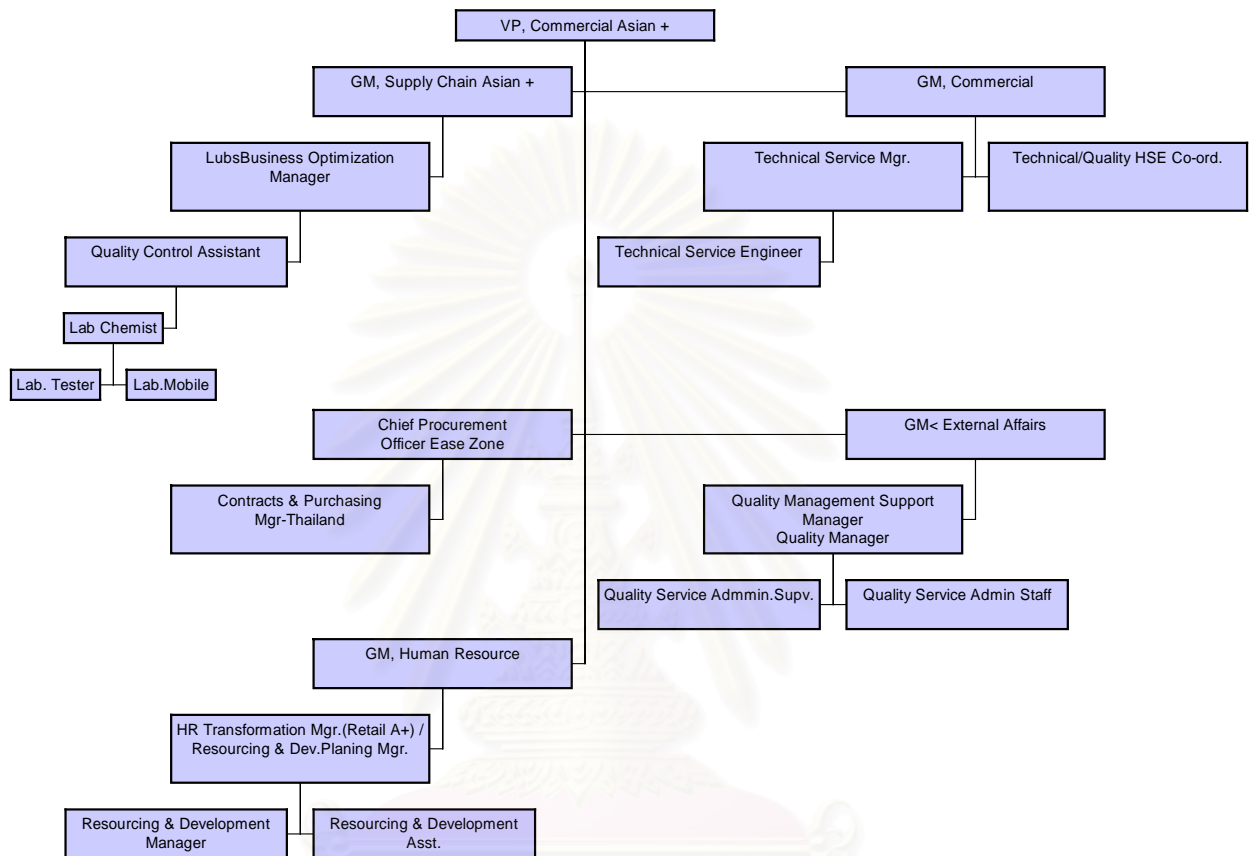 VP, Commercial Asian +
GM, Supply Chain Asian +
GM, Commercial
LubsBusiness Optimization
Manager
Technical Service Mgr.
Technical/Quality HSE Co-ord.
Quality Control Assistant
Technical Service Engineer
Lab Chemist
Lab. Tester
Lab.Mobile
Chief Procurement
Officer Ease Zone
GM< External Affairs
Contracts & Purchasing
Mgr-Thailand
Quality Management Support
Manager
Quality Manager
Quality Service Admmin.Supv.
Quality Service Admin Staff
GM, Human Resource
HR Transformation Mgr.(Retail A+) /
Resourcing & Dev.Planing Mgr.
Resourcing & Development
Manager
Resourcing & Development
Asst.